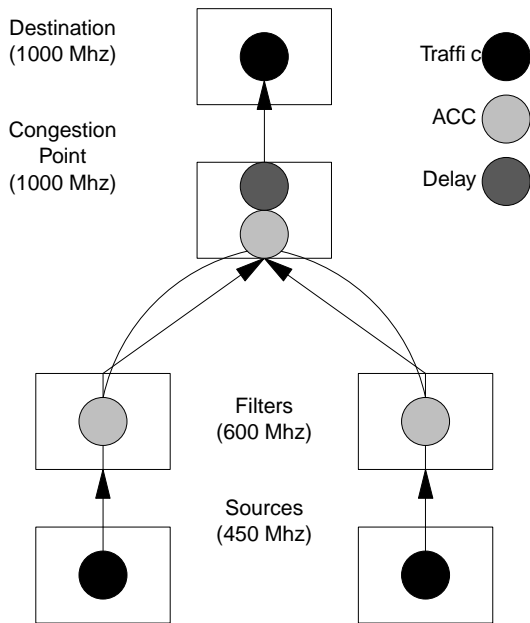 Destination
(1000 Mhz)
Congestion
Point
(1000 Mhz)
Traffi c
ACC
Delay
Filters
(600 Mhz)
Sources
(450 Mhz)